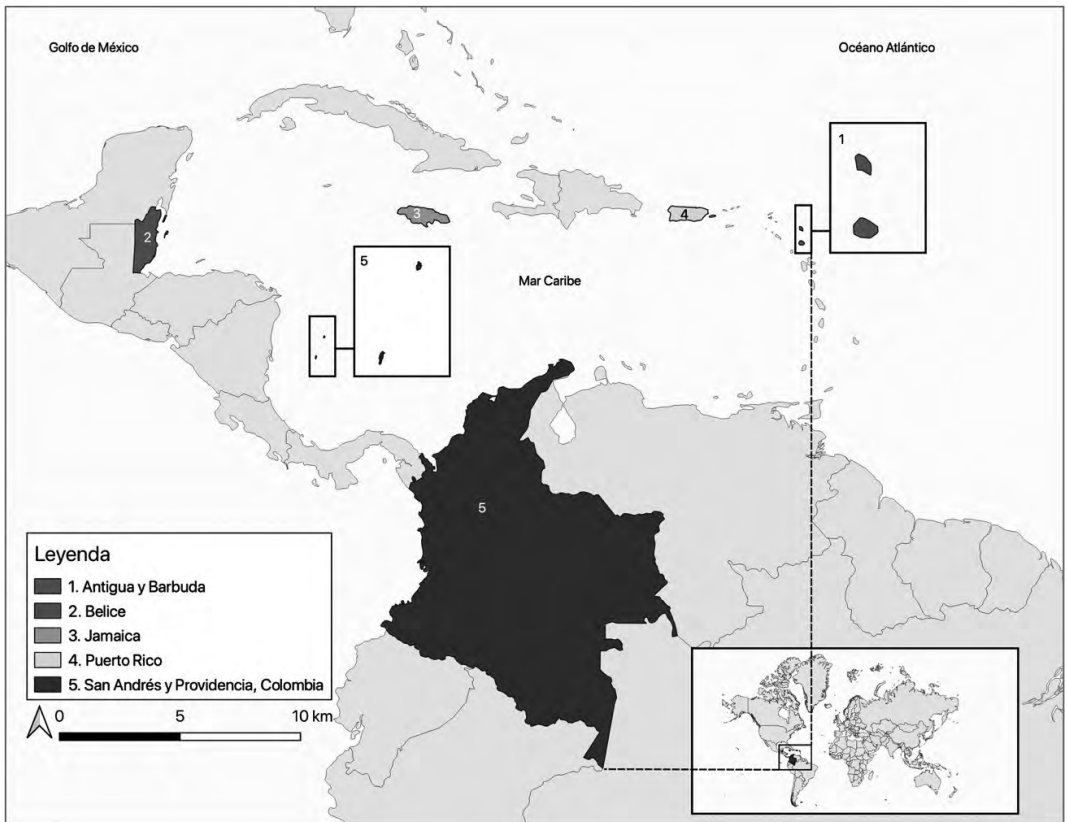 Golfo de México
Océano Atlántico
1
2
3
4
5
Mar Caribe
5
Leyenda
1. Antigua y Barbuda
2. Belice
3. Jamaica
4. Puerto Rico
5. San Andrés y Providencia, Colombia
0 5 10 km